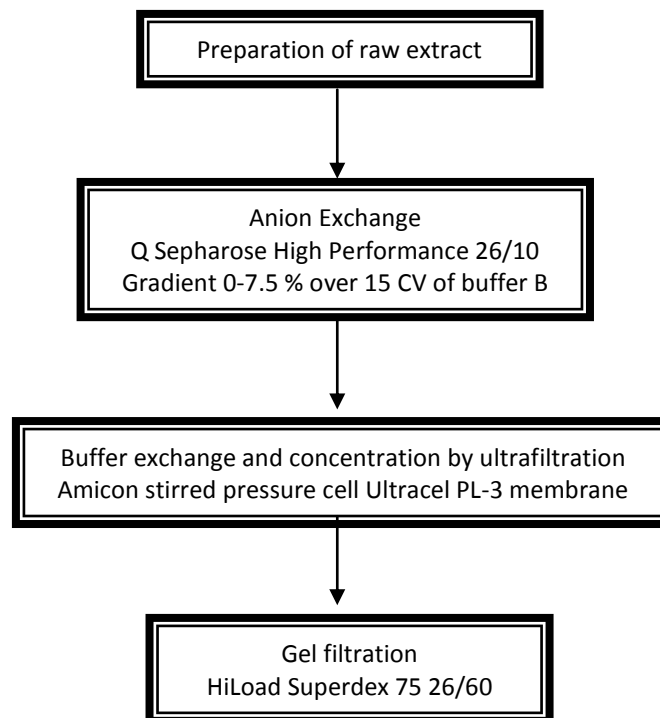 Preparation of raw extract
Anion Exchange
Q Sepharose High Performance 26/10
Gradient 0-7.5 % over 15 CV of buffer B
Buffer exchange and concentration by ultrafiltration
Amicon stirred pressure cell Ultracel PL-3 membrane
Gel filtration
HiLoad Superdex 75 26/60